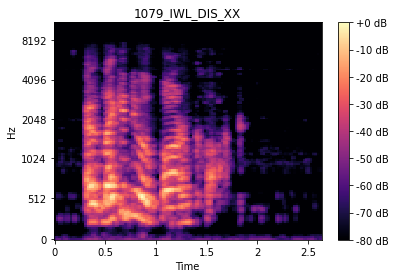 1079_IWL_DIS_XX
+0 dB
8192
-10 dB
4096
-20 dB
-30 dB
2048
Hz
-40 dB
1024
-50 dB
512
-60 dB
-70 dB
0
-80 dB
0 0.5 1 1.5 2 2.5
Time